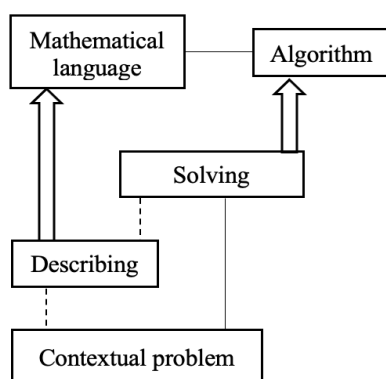 Mathematical
language
Algorithm
Solving
Describing
Contextual problem